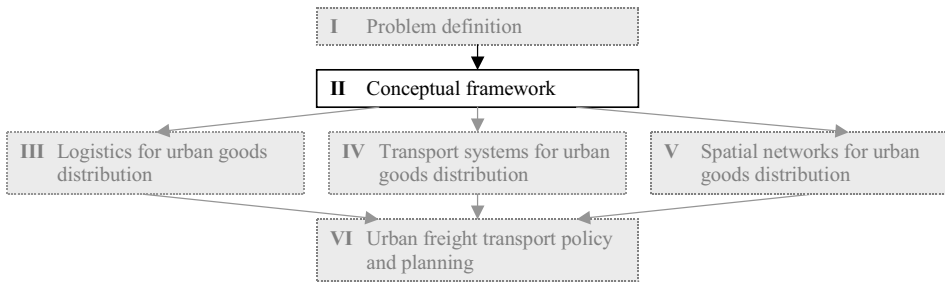 I Problem definition
II Conceptual framework
III Logistics for urban goods
distribution
IV Transport systems for urban
goods distribution
V Spatial networks for urban
goods distribution
VI Urban freight transport policy
and planning